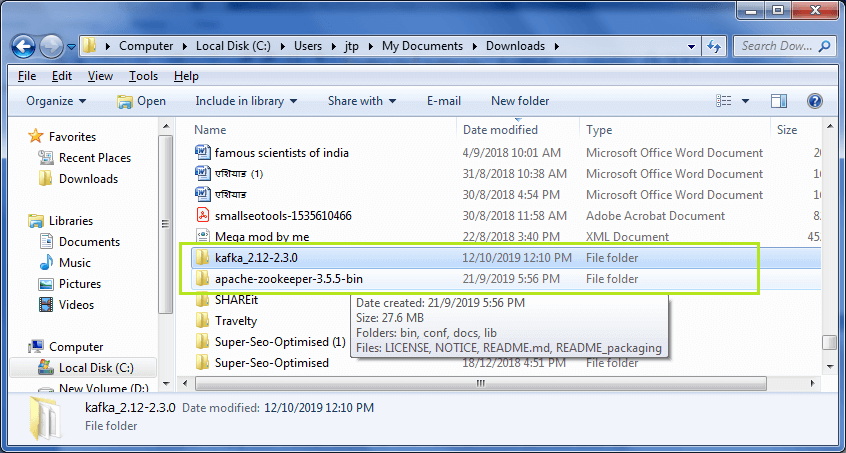 Computer Local Disk (C:) Users jtp My Documents Downloads Search Dow...
File Edit View Tools Help
Organize Open Include in library Share with E-mail New folder
Favorites
Recent Places
Downloads
Libraries
Documents
Music
Pictures
Videos
Computer
Local Disk (C:)
New Volume (D:)
Name Date modified Type Size
famous scientists of india 4/9/2018 10:01 AM Microsoft Office Word Document 20
एशियाड (1) 31/8/2018 10:38 AM Microsoft Office Word Document 16
एशियाड 30/8/2018 4:54 PM Microsoft Office Word Document 16
smallseotools-1535610466 30/8/2018 11:58 AM Adobe Acrobat Document 8.
Mega mod by me 22/8/2018 3:40 PM XML Document 45.
kafka_2.12-2.3.0 12/10/2019 12:10 PM File folder
apache-zookeeper-3.5.5-bin 21/9/2019 5:56 PM File folder
SHAREit
Travelty
Super-Seo-Optimised (1)
Super-Seo-Optimised 18/12/2018 4:51 PM File folder
Date created: 21/9/2019 5:56 PM
Size: 27.6 MB
Folders: bin, conf, docs, lib
Files: LICENSE, NOTICE, README.md, README_packaging
kafka_2.12-2.3.0 Date modified: 12/10/2019 12:10 PM
File folder